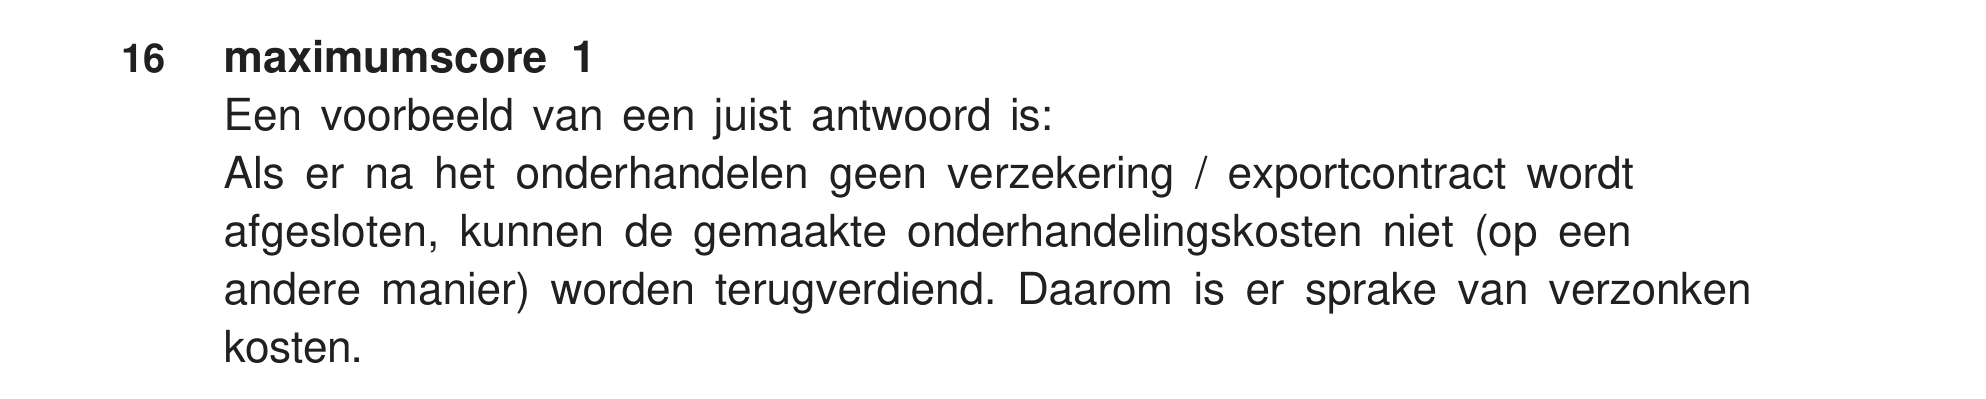 16 maximumscore 1
Een voorbeeld van een juist antwoord is:
Als er na het onderhandelen geen verzekering / exportcontract wordt
afgesloten, kunnen de gemaakte onderhandelingskosten niet (op een
andere manier) worden terugverdiend. Daarom is er sprake van verzonken
kosten.